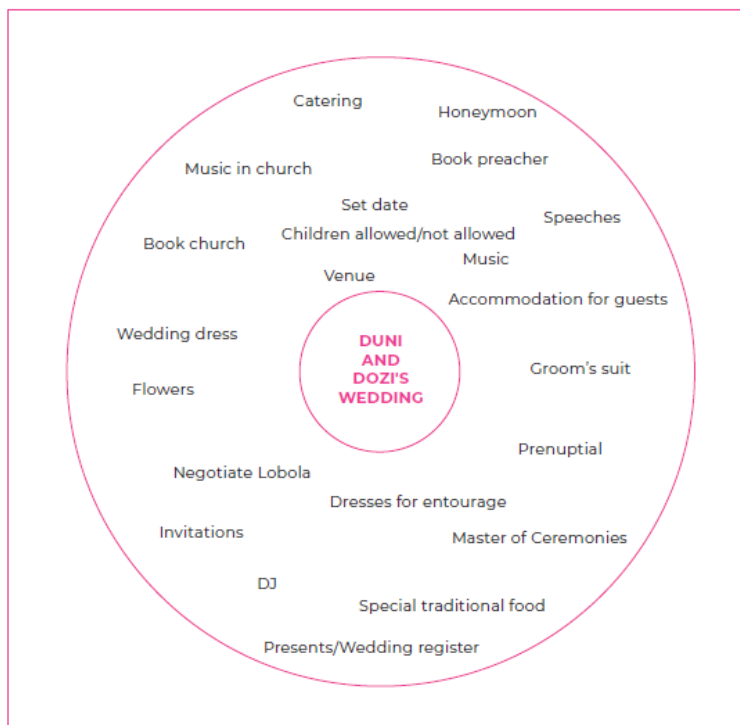 Catering
Honeymoon
Book preacher
Music in church
Set date
Speeches
Children allowed/not allowed
Book church
Music
Venue
Accommodation for guests
Wedding dress
DUNI
AND
DOZI'S
WEDDING
Groom’s suit
Flowers
Prenuptial
Negotiate Lobola
Dresses for entourage
Invitations
Master of Ceremonies
DJ
Special traditional food
Presents/Wedding register